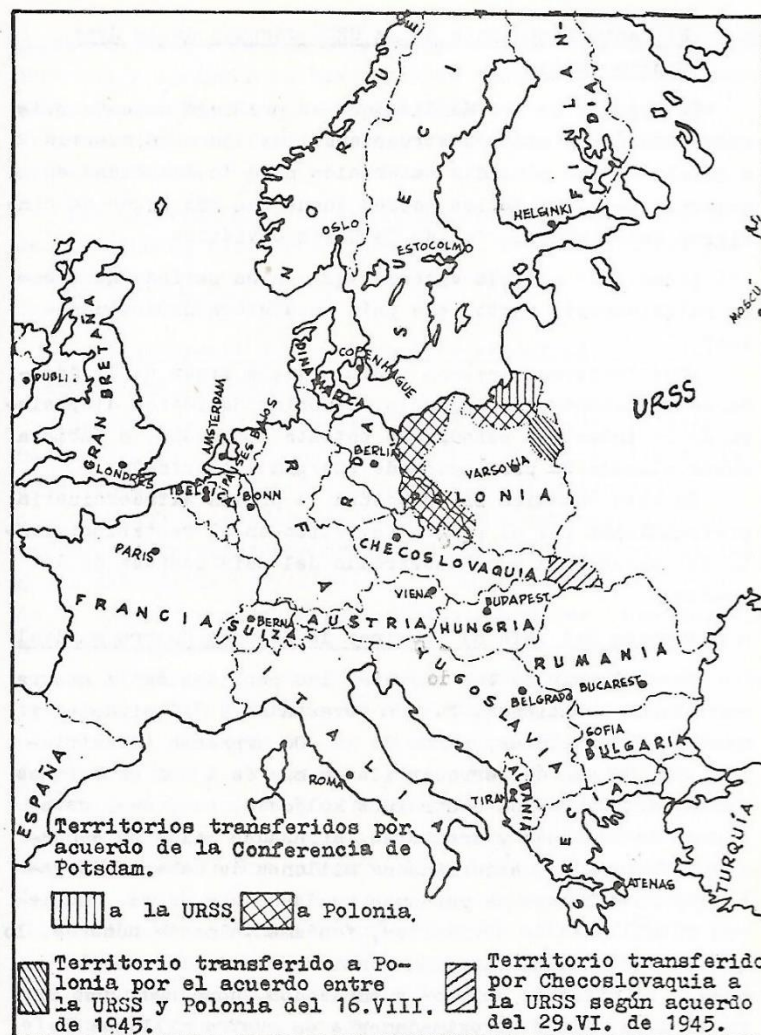 NORUEGA
SUECIA
FINLANDIA
HELSINKI
OSLO
ESTOCOLMO
MOSCÚ
GRAN BRETAÑA
LONDRES
DINAMARCA
COPENHAGUE
URSS
AMSTERDAM
PAISES BAJOS
BERLIN
VARSOVIA
POLONIA
BONN
R F A
R D A
PARIS
CHECOSLOVAQUIA
VIENA
BUDAPEST
FRANCIA
BERNA
SUIZA
AUSTRIA
HUNGRIA
RUMANIA
YUGOSLAVIA
BELGRADO
BUCAREST
ITALIA
SOFIA
BULGARIA
ESPAÑA
ROMA
TIRANA
ALBANIA
GRECIA
ATENAS
TURQUÍA
Territorios transferidos por
acuerdo de la Conferencia de
Potsdam.
a la URSS a Polonia.
Territorio transferido a Po-
lonia por el acuerdo entre
la URSS y Polonia del 16.VIII.
de 1945.
Territorio transferido
por Checoslovaquia a
la URSS según acuerdo
del 29.VI. de 1945.